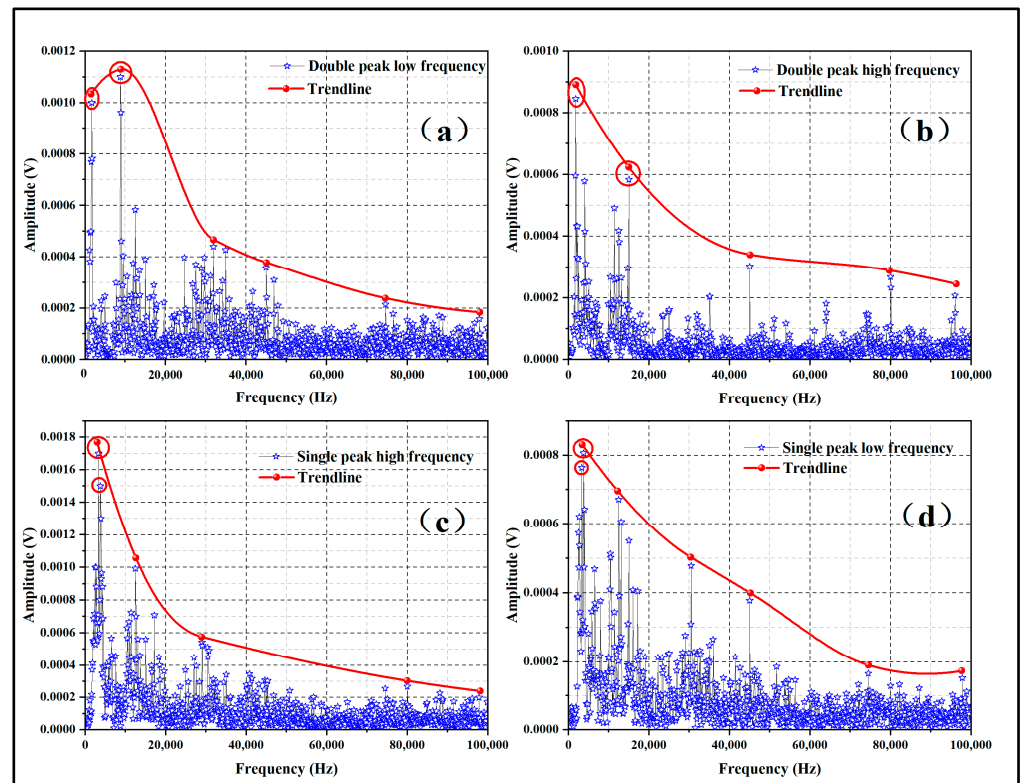 Double peak low frequency
Trendline
(a)
Amplitude (V)
0.0012
0.0010
0.0008
0.0006
0.0004
0.0002
0.0000
0
20,000
40,000
60,000
80,000
100,000
Frequency (Hz)
Double peak high frequency
Trendline
(b)
Amplitude (V)
0.0010
0.0008
0.0006
0.0004
0.0002
0.0000
0
20,000
40,000
60,000
80,000
100,000
Frequency (Hz)
Single peak high frequency
Trendline
(c)
Amplitude (V)
0.0018
0.0016
0.0014
0.0012
0.0010
0.0008
0.0006
0.0004
0.0002
0.0000
0
20,000
40,000
60,000
80,000
100,000
Frequency (Hz)
Single peak low frequency
Trendline
(d)
Amplitude (V)
0.0008
0.0006
0.0004
0.0002
0.0000
0
20,000
40,000
60,000
80,000
100,000
Frequency (Hz)